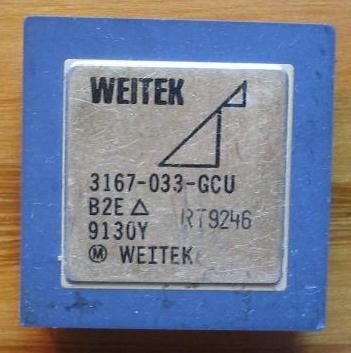 WEITEK
3167-033-GCU
B2E △ RT9246
9130Y
Ⓜ WEITEK